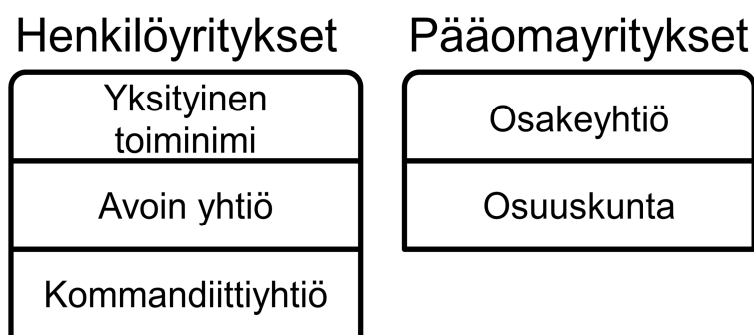 Henkilöyritykset
Yksityinen
toiminimi
Avoin yhtiö
Kommandiittiyhtiö
Pääomayritykset
Osakeyhtiö
Osuuskunta